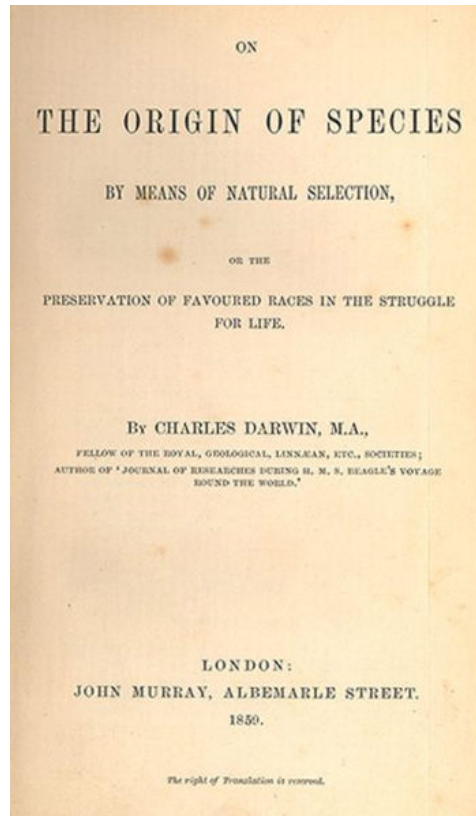 ON
THE ORIGIN OF SPECIES
BY MEANS OF NATURAL SELECTION,
OR THE
PRESERVATION OF FAVOURED RACES IN THE STRUGGLE
FOR LIFE.
By CHARLES DARWIN, M.A.,
FELLOW OF THE ROYAL, GEOLOGICAL, LINNÆAN, ETC., SOCIETIES;
AUTHOR OF ‘JOURNAL OF RESEARCHES DURING H. M. S. BEAGLE’S VOYAGE
ROUND THE WORLD.’
LONDON:
JOHN MURRAY, ALBEMARLE STREET.
1859.
The right of Translation is reserved.